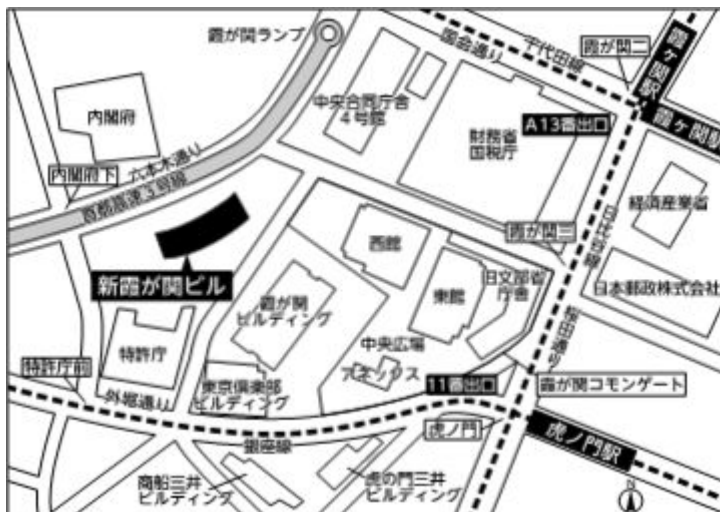 霞が関ランプ
国会通り
千代田線
霞が関二
霞ヶ関駅
霞ヶ関駅
内閣府
中央合同庁舎
4号館
A13番出口
財務省
国税庁
六本木通り
内閣府下
首都高速3号線
経済産業省
霞が関三
日比谷線
西館
新霞が関ビル
旧文部省
庁舎
東館
日本郵政株式会社
霞が関
ビルディング
特許庁
桜田通り
中央広場
特許庁前
東京倶楽部
ビルディング
アネックス
11番出口
霞が関コモンゲート
外堀通り
虎ノ門
虎ノ門駅
銀座線
商船三井
ビルディング
虎の門三井
ビルディング
N